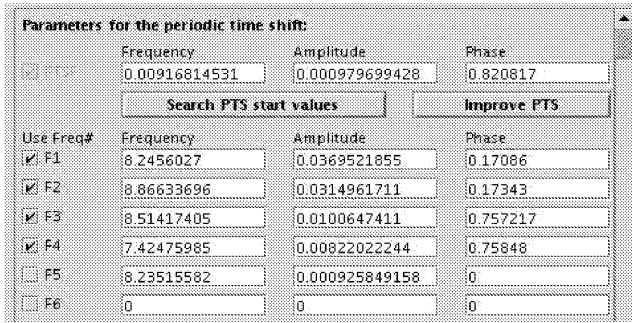 Parameters for the periodic time shift:
Frequency Amplitude Phase
0.00916814531 0.000979699428 0.820817
Search PTS start values Improve PTS
Use Freq# Frequency Amplitude Phase
F1 8.2456027 0.0369521855 0.17086
F2 8.86633696 0.0314961711 0.17343
F3 8.51417405 0.0100647411 0.757217
F4 7.42475985 0.00822022244 0.75848
F5 8.23515582 0.000925849158 0
F6 0 0 0